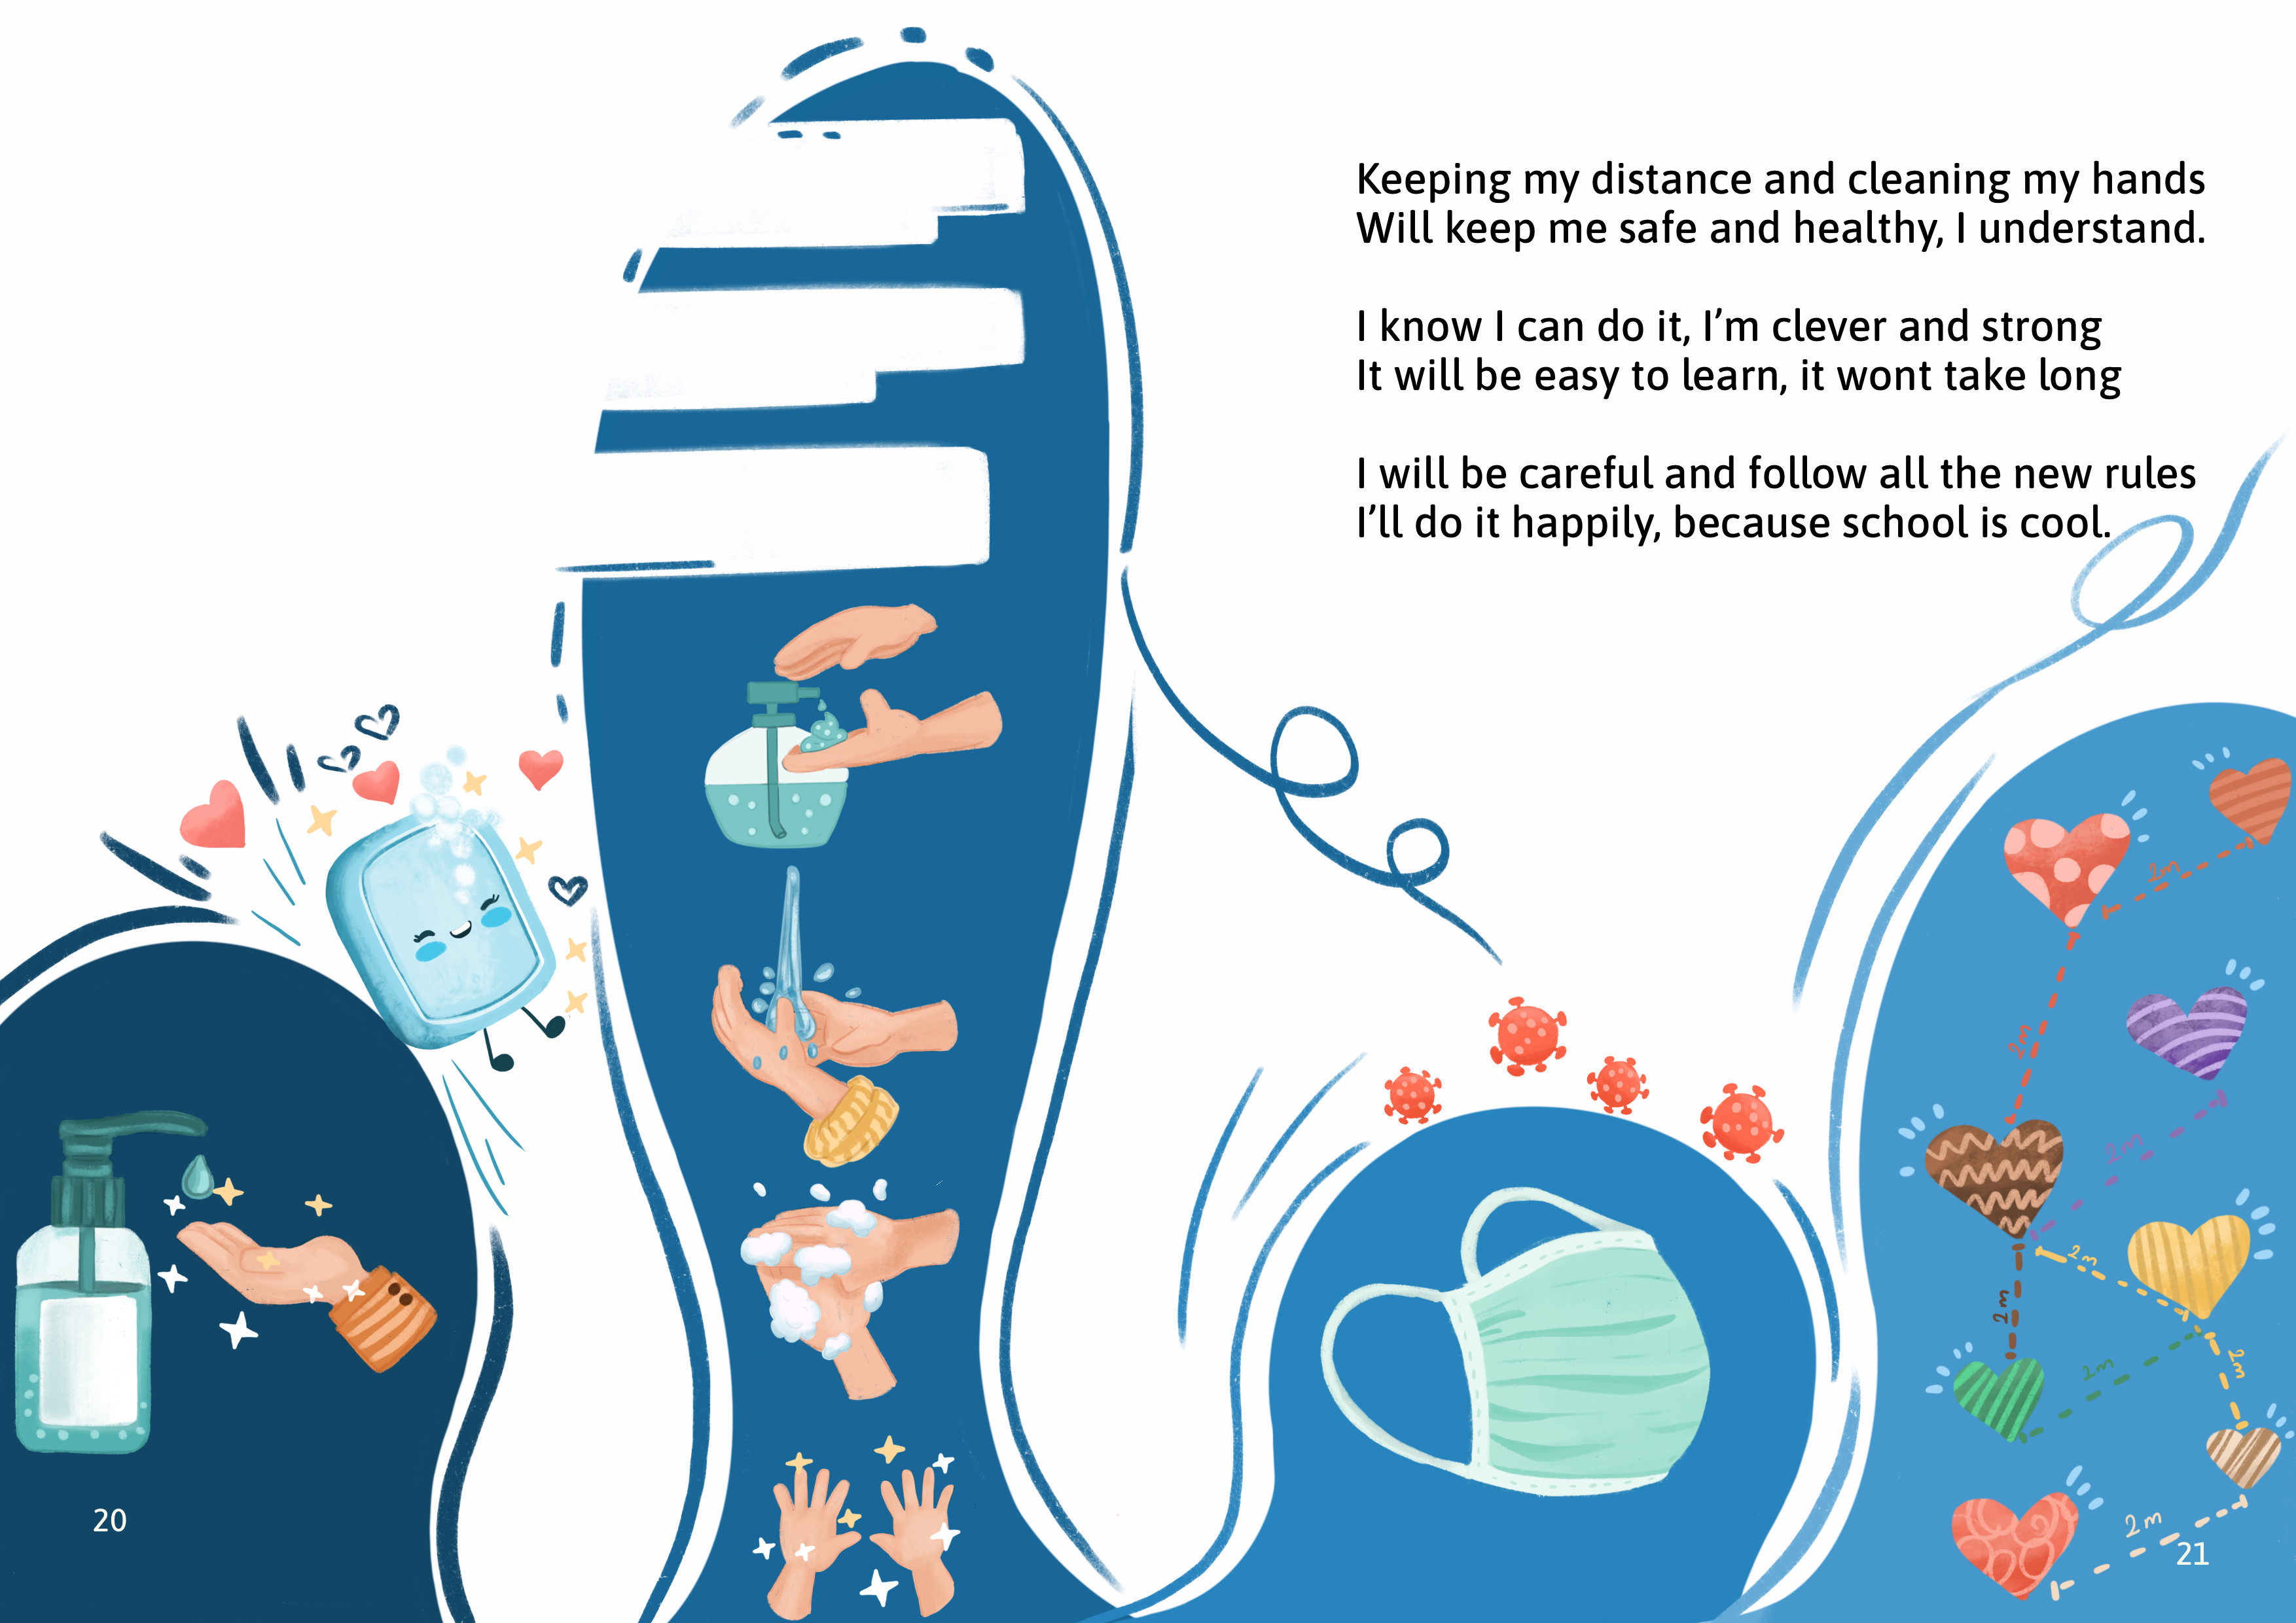 Keeping my distance and cleaning my hands
Will keep me safe and healthy, I understand.
I know I can do it, I’m clever and strong
It will be easy to learn, it wont take long
I will be careful and follow all the new rules
I’ll do it happily, because school is cool.
2m
2m
2m
2m
2m
2m
2m
2m
20
21